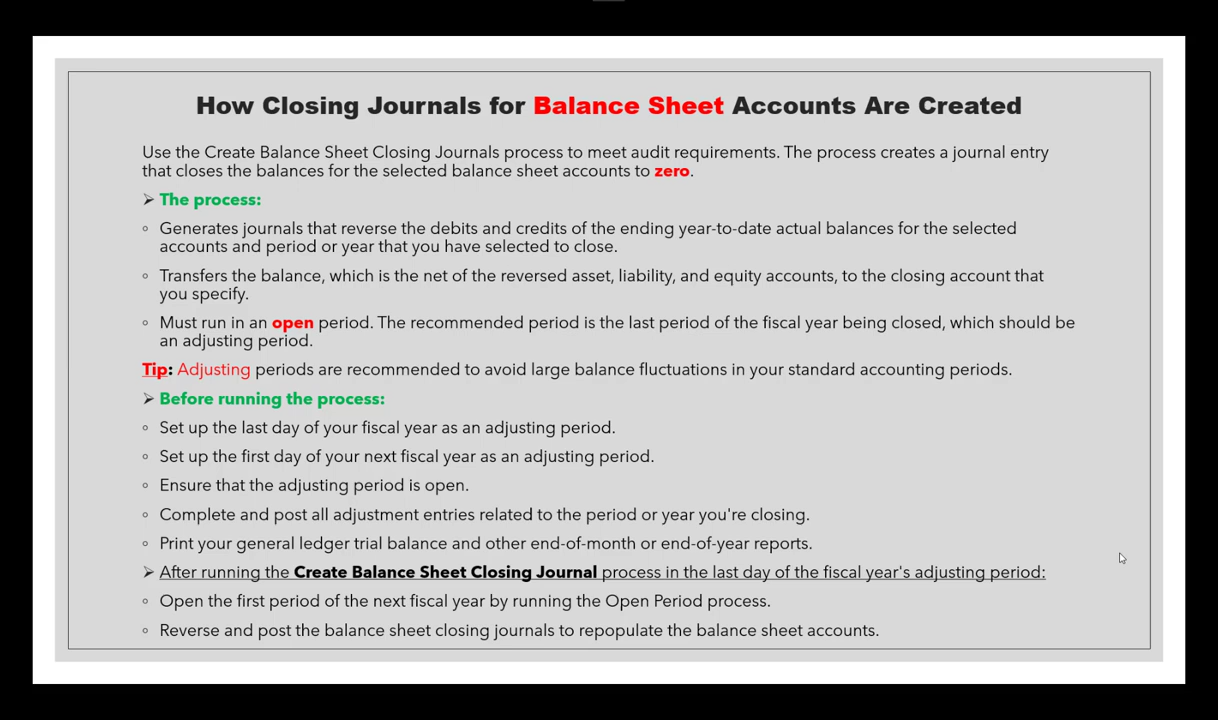 How Closing Journals for Balance Sheet Accounts Are Created
Use the Create Balance Sheet Closing Journals process to meet audit requirements. The process creates a journal entry
that closes the balances for the selected balance sheet accounts to zero.
➢ The process:
◦ Generates journals that reverse the debits and credits of the ending year-to-date actual balances for the selected
accounts and period or year that you have selected to close.
◦ Transfers the balance, which is the net of the reversed asset, liability, and equity accounts, to the closing account that
you specify.
◦ Must run in an open period. The recommended period is the last period of the fiscal year being closed, which should be
an adjusting period.
Tip: Adjusting periods are recommended to avoid large balance fluctuations in your standard accounting periods.
➢ Before running the process:
◦ Set up the last day of your fiscal year as an adjusting period.
◦ Set up the first day of your next fiscal year as an adjusting period.
◦ Ensure that the adjusting period is open.
◦ Complete and post all adjustment entries related to the period or year you're closing.
◦ Print your general ledger trial balance and other end-of-month or end-of-year reports.
➢ After running the Create Balance Sheet Closing Journal process in the last day of the fiscal year's adjusting period:
◦ Open the first period of the next fiscal year by running the Open Period process.
◦ Reverse and post the balance sheet closing journals to repopulate the balance sheet accounts.